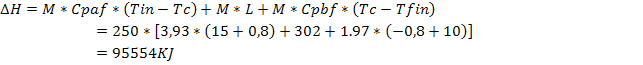 ΔH = M * Cpaf * (Tin − Tc) + M * L + M * Cpbf * (Tc − Tfin)
= 250 * [3,93 * (15 + 0,8) + 302 + 1.97 * (−0,8 + 10)]
= 95554KJ